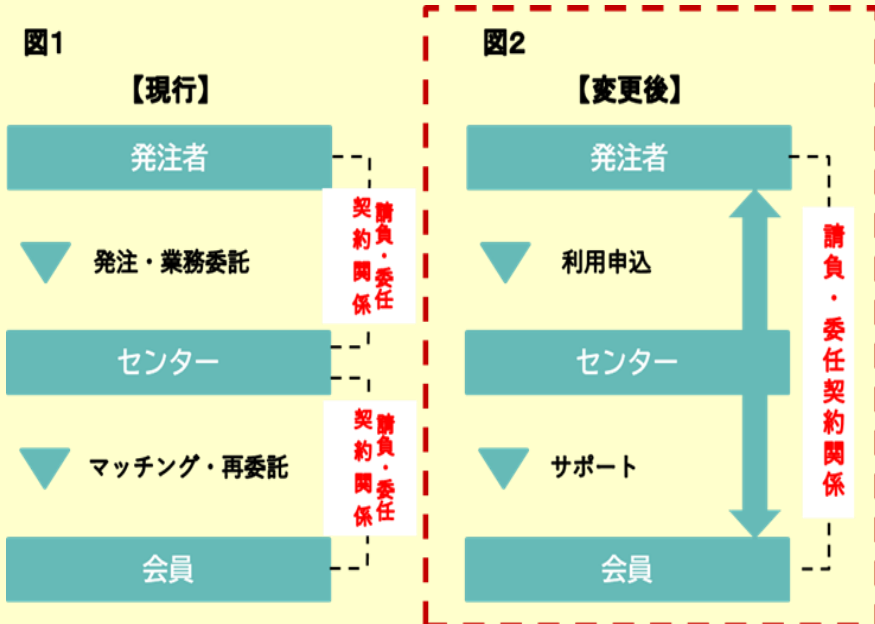 図1
【現行】
発注者
請負・委任
契約関係
発注・業務委託
センター
請負・委任
契約関係
マッチング・再委託
会員
図2
【変更後】
発注者
利用申込
請負・委任契約関係
センター
サポート
会員